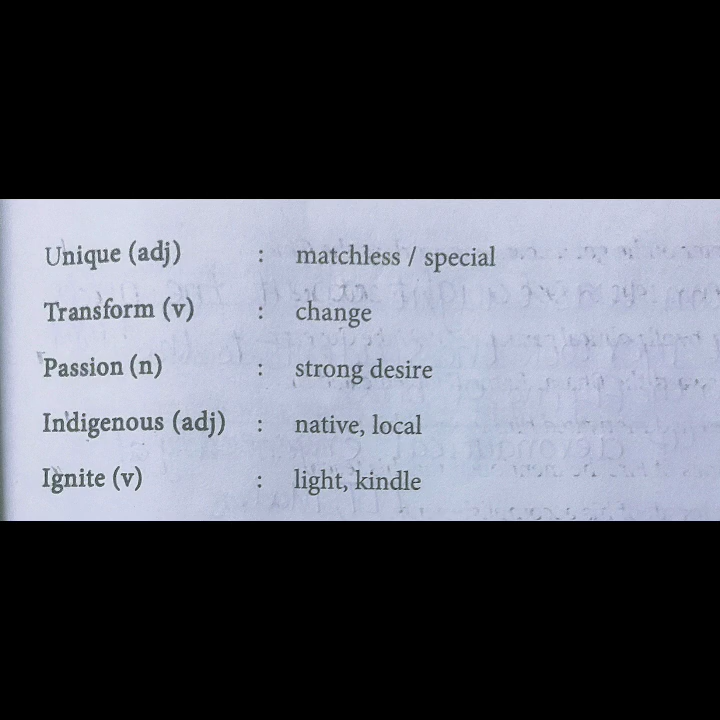 Unique (adj) : matchless / special
Transform (v) : change
Passion (n) : strong desire
Indigenous (adj) : native, local
Ignite (v) : light, kindle